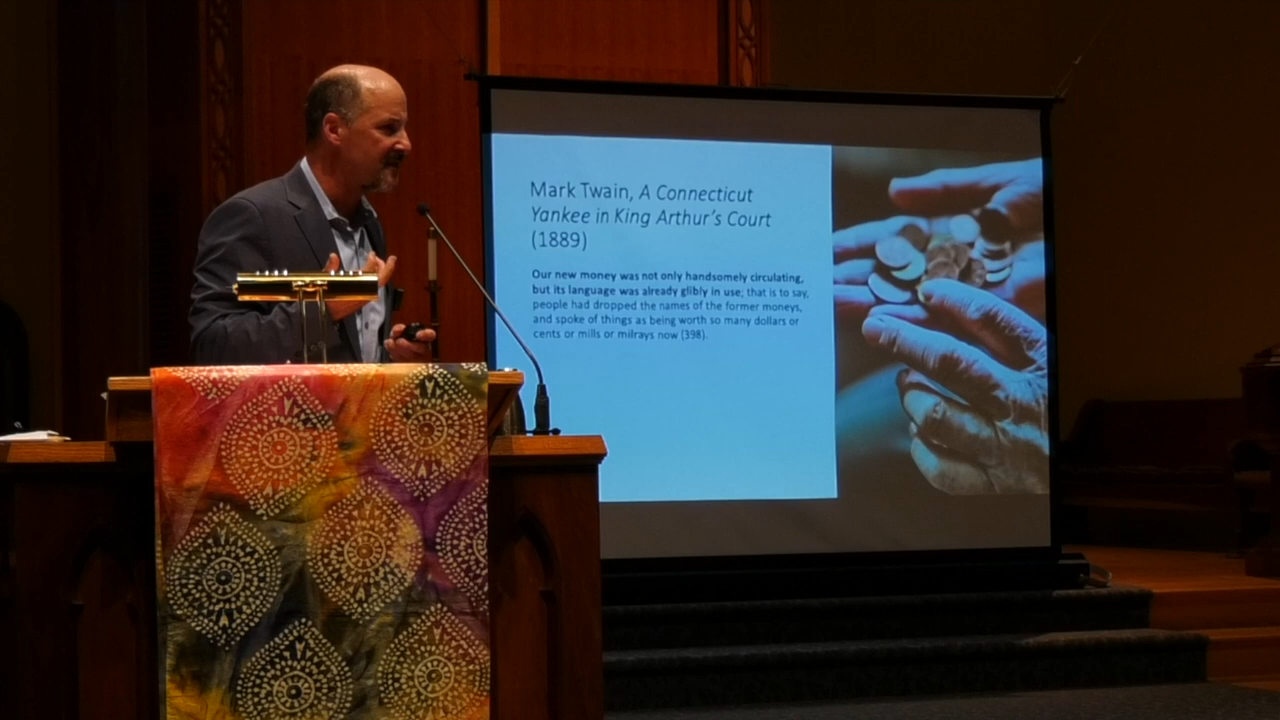 Mark Twain, A Connecticut
Yankee in King Arthur's Court
(1889)
Our new money was not only handsomely circulating,
but its language was already glibly in use; that is to say,
people had dropped the names of the former moneys,
and spoke of things as being worth so many dollars or
cents or mills or milrays now (398).